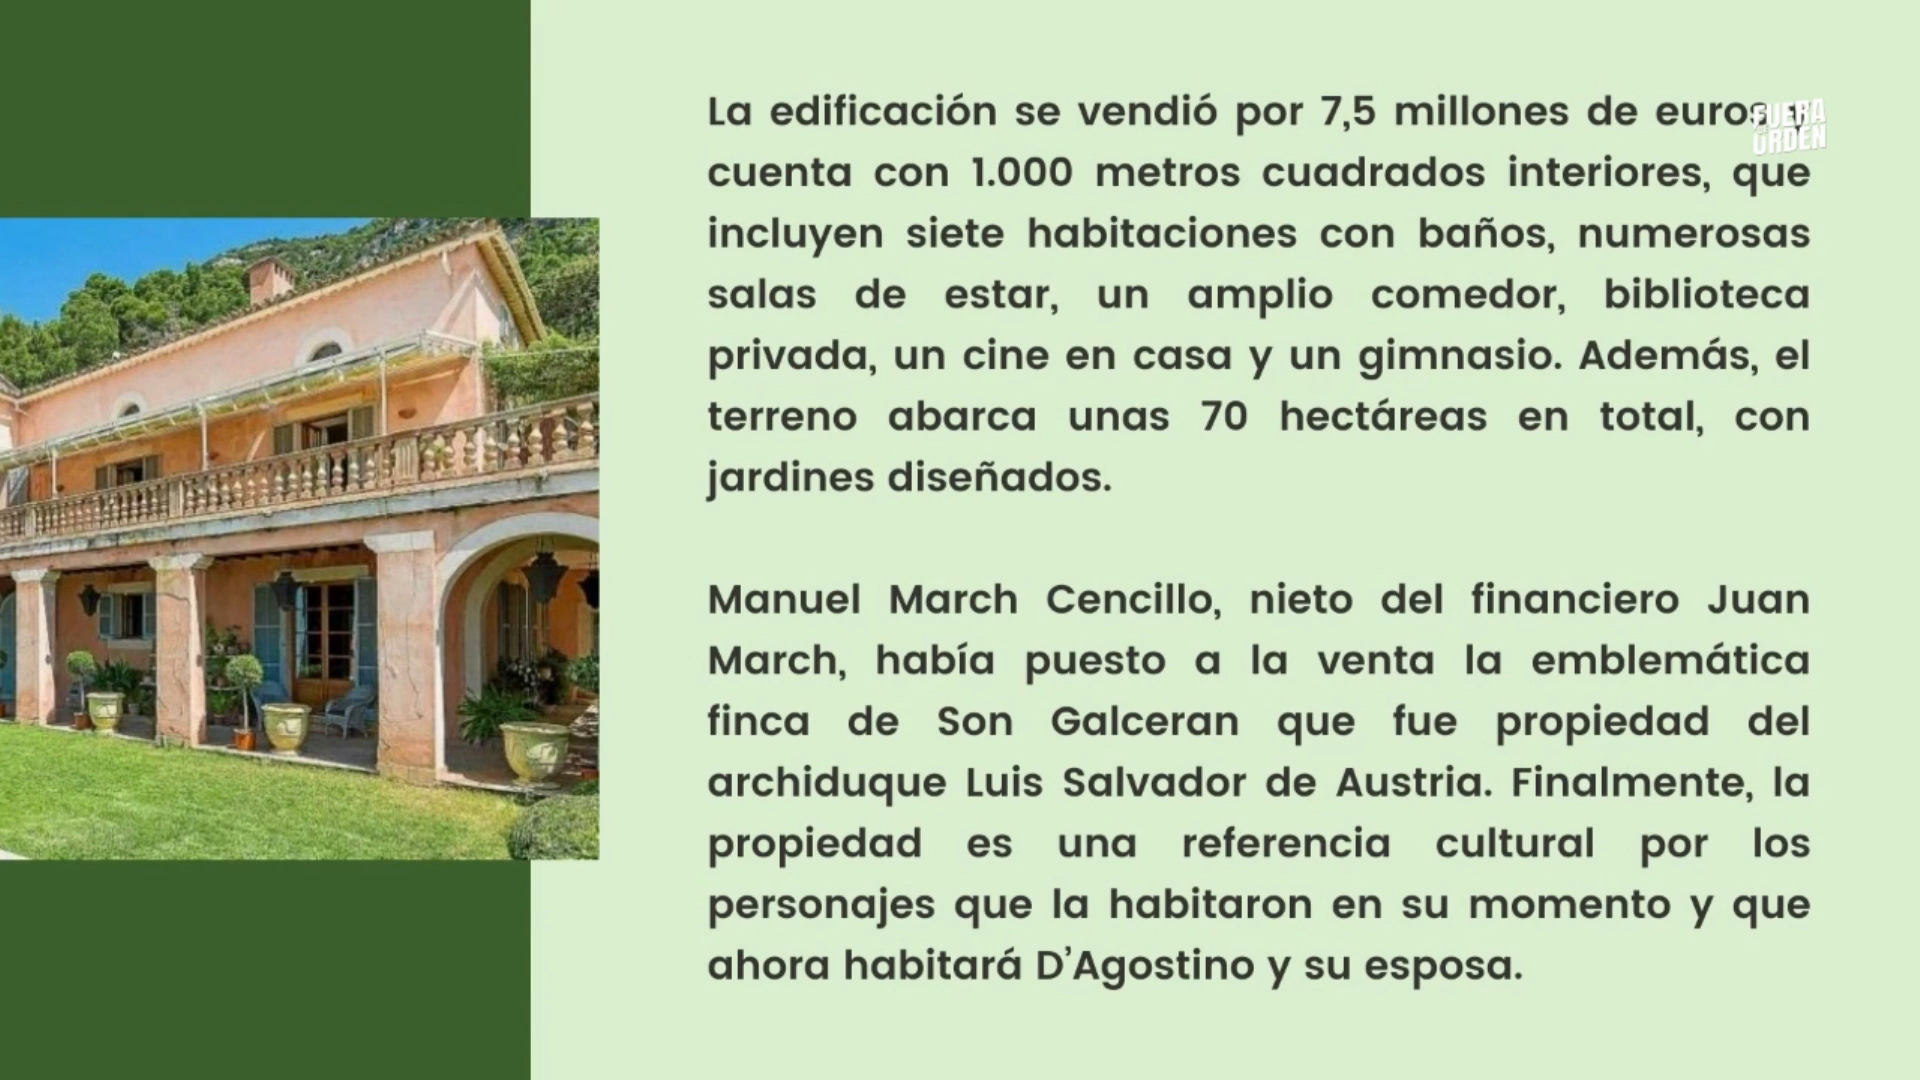 La edificación se vendió por 7,5 millones de euros y
cuenta con 1.000 metros cuadrados interiores, que
incluyen siete habitaciones con baños, numerosas
salas de estar, un amplio comedor, biblioteca
privada, un cine en casa y un gimnasio. Además, el
terreno abarca unas 70 hectáreas en total, con
jardines diseñados.
Manuel March Cencillo, nieto del financiero Juan
March, había puesto a la venta la emblemática
finca de Son Galceran que fue propiedad del
archiduque Luis Salvador de Austria. Finalmente, la
propiedad es una referencia cultural por los
personajes que la habitaron en su momento y que
ahora habitará D’Agostino y su esposa.
FUERA
ORDEN